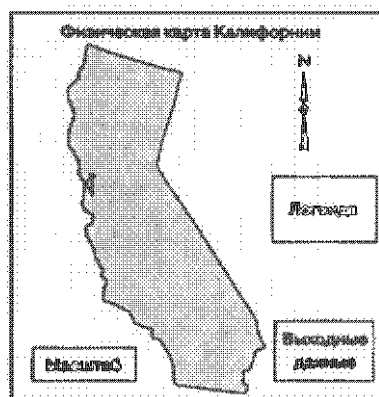 Физическая карта Калифорнии
N
Легенда
Выходные
данные
Масштаб